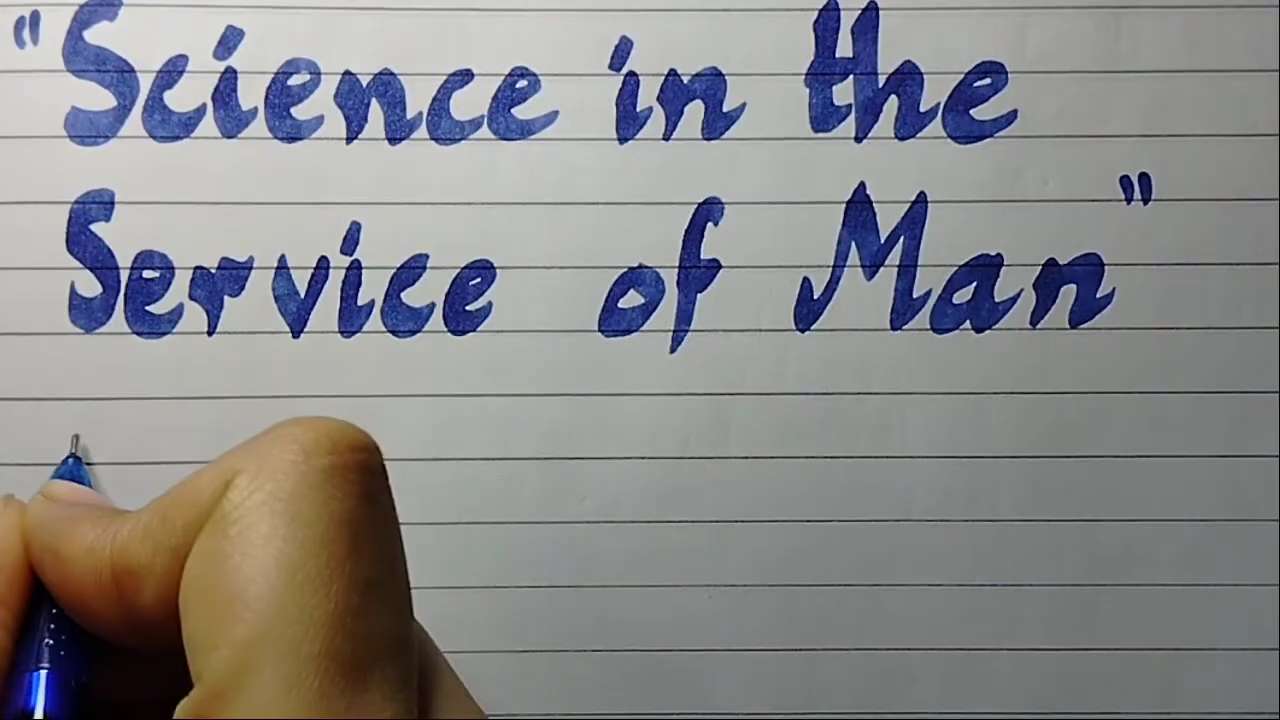 "Science in the
Service of Man"